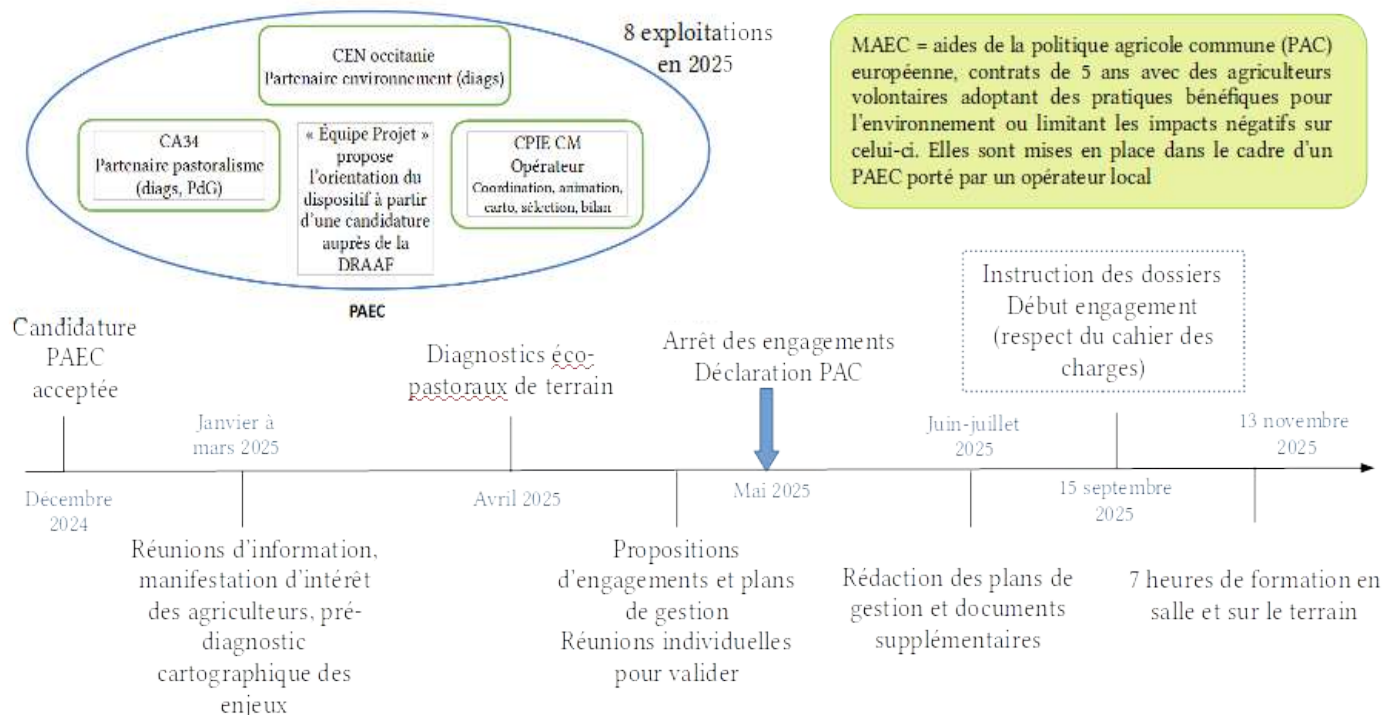 CEN occitanie
Partenaire environnement (diags)
8 exploitations
en 2025
CA34
Partenaire pastoralisme
(diags, PdG)
« Équipe Projet »
propose
l'orientation du
dispositif à partir
d'une candidature
auprès de la
DRAAF
CPIE CM
Opérateur
Coordination, animation,
carto, sélection, bilan
PAEC
MAEC = aides de la politique agricole commune (PAC)
européenne, contrats de 5 ans avec des agriculteurs
volontaires adoptant des pratiques bénéfiques pour
l'environnement ou limitant les impacts négatifs sur
celui-ci. Elles sont mises en place dans le cadre d'un
PAEC porté par un opérateur local
Candidature
PAEC
acceptée
Décembre
2024
Janvier à
mars 2025
Réunions d'information,
manifestation d'intérêt
des agriculteurs, pré-
diagnostic
cartographique des
enjeux
Diagnostics éco-
pastoraux de terrain
Avril 2025
Propositions
d'engagements et plans
de gestion
Réunions individuelles
pour valider
Arrêt des engagements
Déclaration PAC
Mai 2025
Juin-juillet
2025
Rédaction des plans de
gestion et documents
supplémentaires
Instruction des dossiers
Début engagement
(respect du cahier des
charges)
15 septembre
2025
13 novembre
2025
7 heures de formation en
salle et sur le terrain